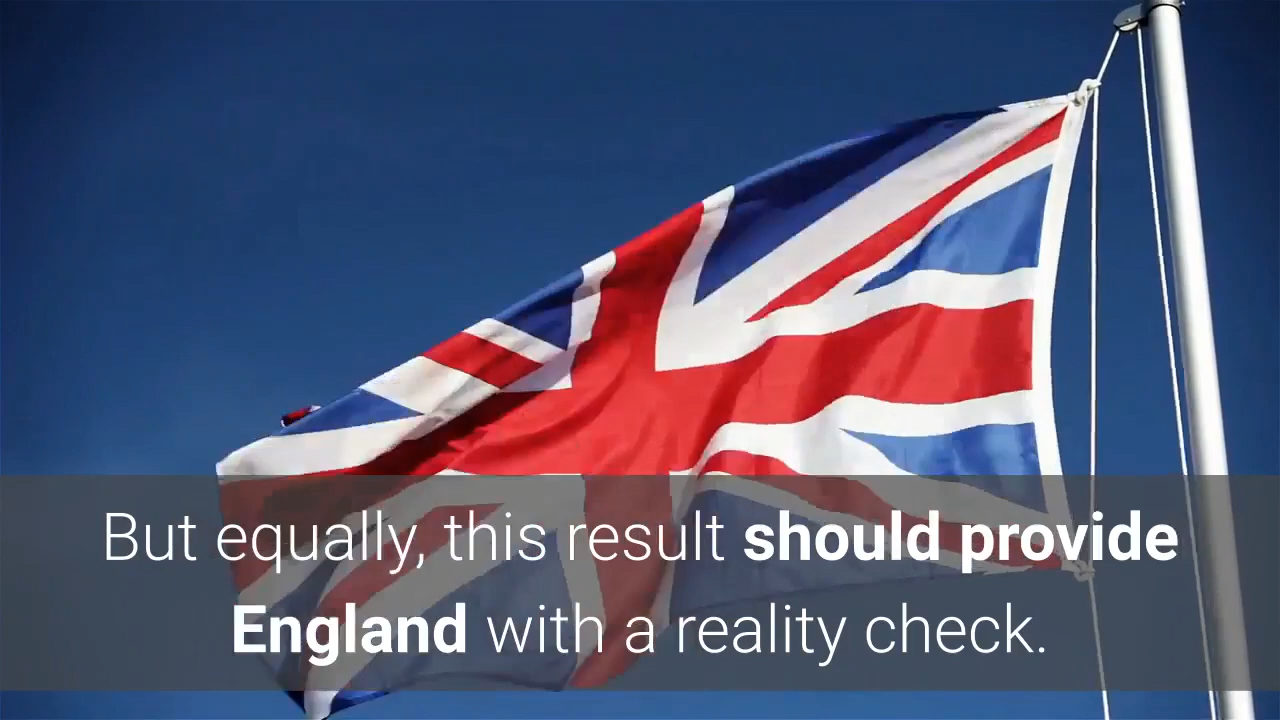 But equally, this result should provide
England with a reality check.